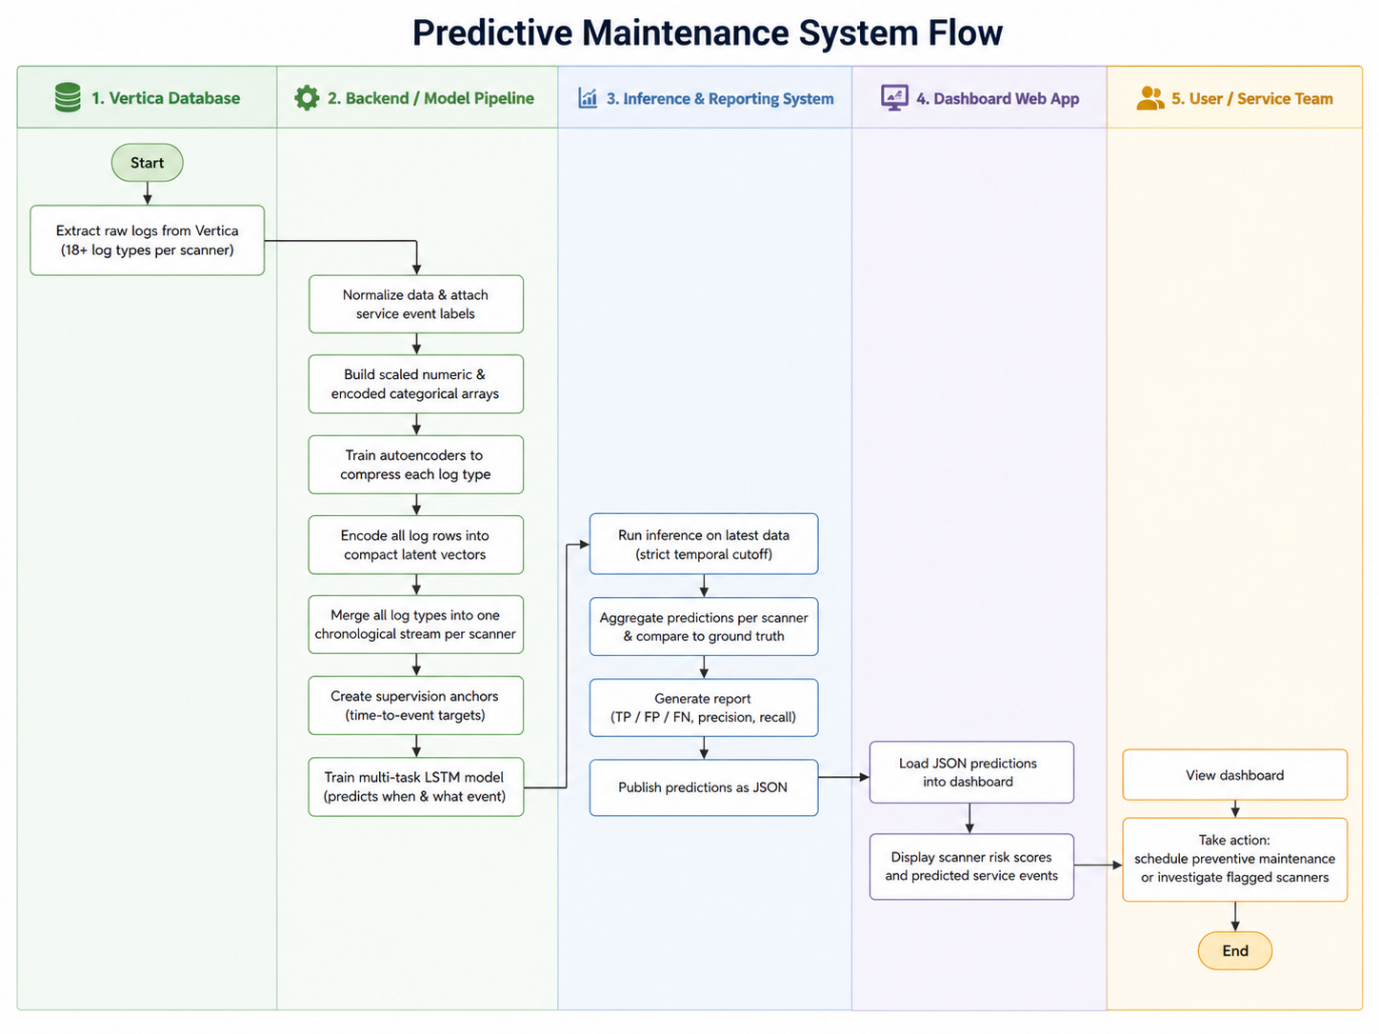 Predictive Maintenance System Flow
1. Vertica Database
2. Backend / Model Pipeline
3. Inference & Reporting System
4. Dashboard Web App
5. User / Service Team
Start
Extract raw logs from Vertica
(18+ log types per scanner)
Normalize data & attach
service event labels
Build scaled numeric &
encoded categorical arrays
Train autoencoders to
compress each log type
Encode all log rows into
compact latent vectors
Merge all log types into one
chronological stream per scanner
Create supervision anchors
(time-to-event targets)
Train multi-task LSTM model
(predicts when & what event)
Run inference on latest data
(strict temporal cutoff)
Aggregate predictions per scanner
& compare to ground truth
Generate report
(TP / FP / FN, precision, recall)
Publish predictions as JSON
Load JSON predictions
into dashboard
Display scanner risk scores
and predicted service events
View dashboard
Take action:
schedule preventive maintenance
or investigate flagged scanners
End